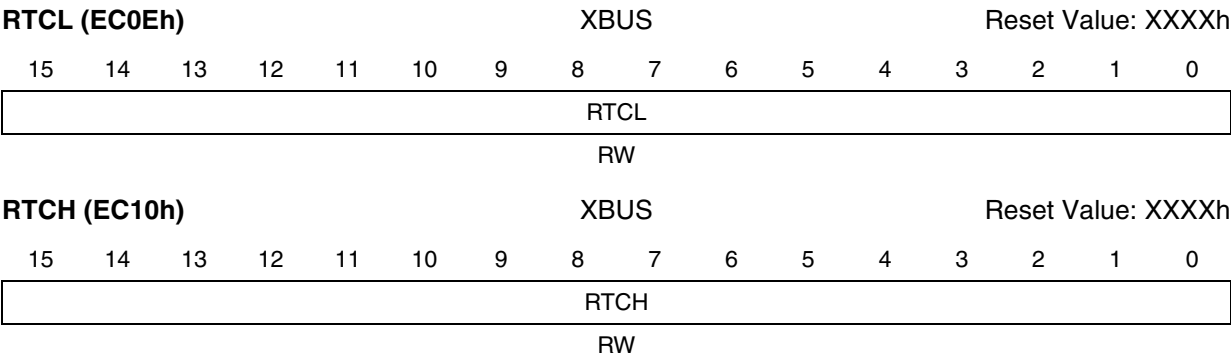 RTCL (EC0Eh) XBUS Reset Value: XXXXh
15 14 13 12 11 10 9 8 7 6 5 4 3 2 1 0
RTCL
RW
RTCH (EC10h) XBUS Reset Value: XXXXh
15 14 13 12 11 10 9 8 7 6 5 4 3 2 1 0
RTCH
RW